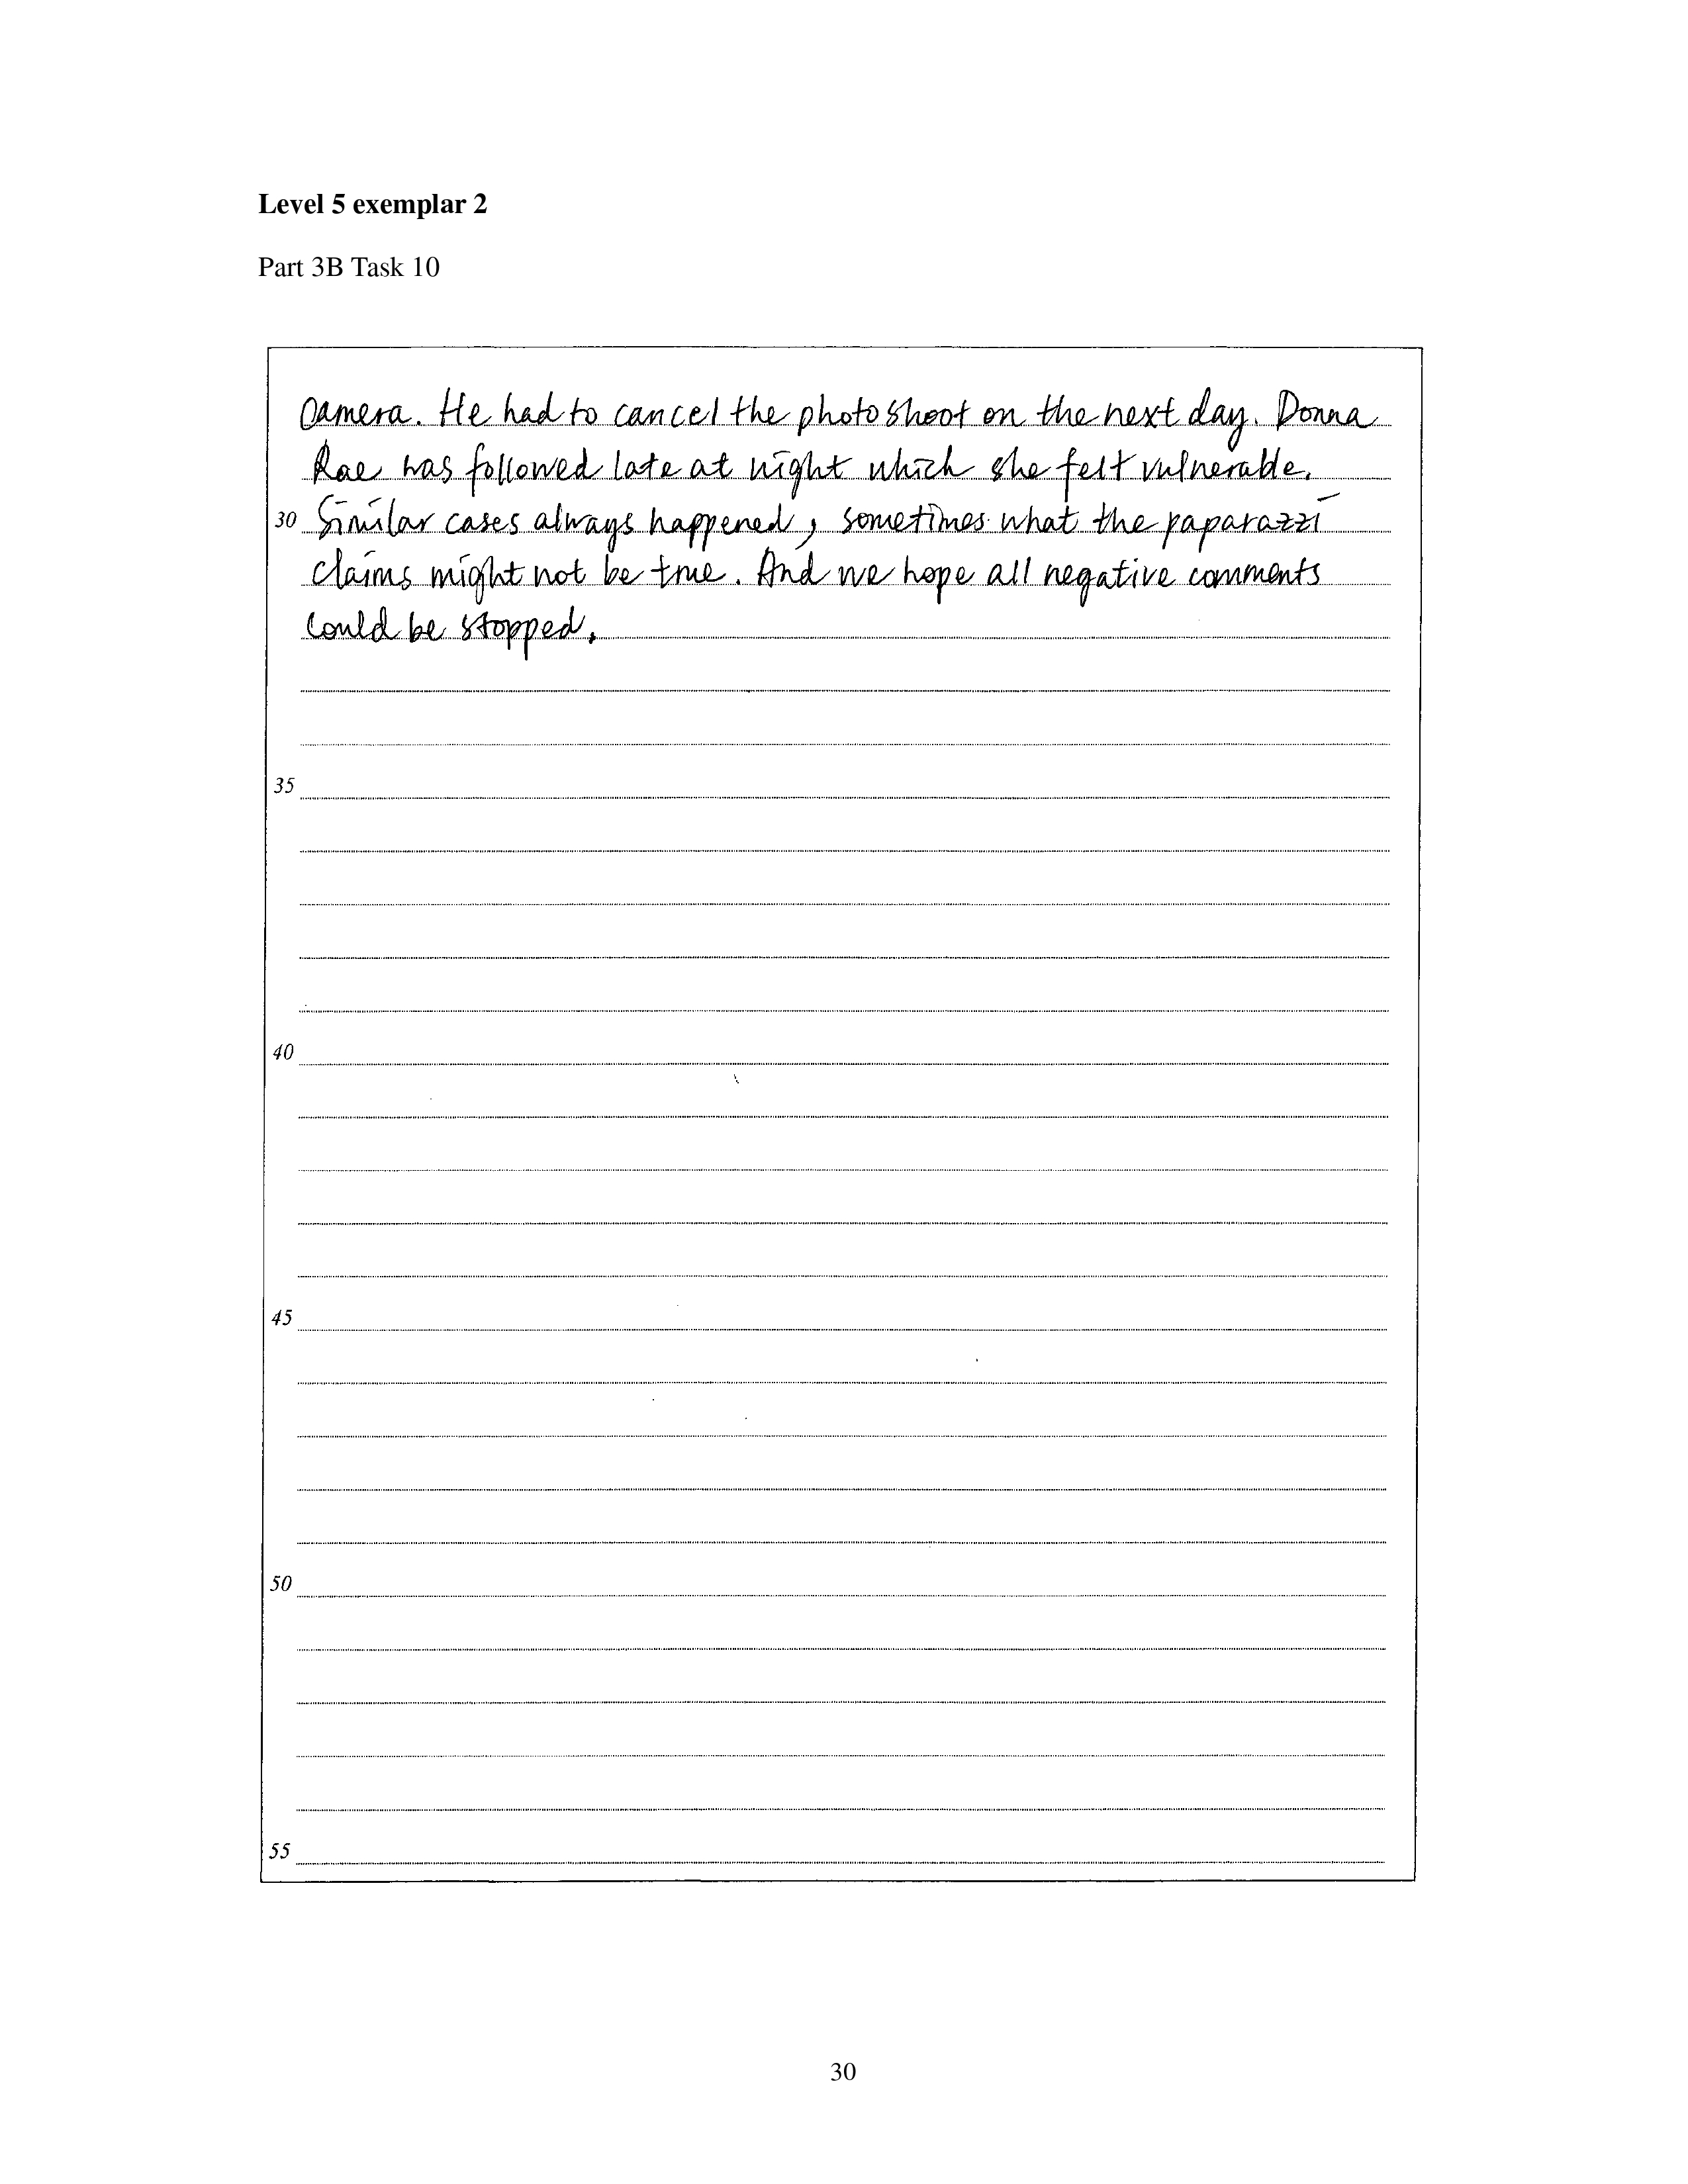 Level 5 exemplar 2
Part 3B Task 10
camera. He had to cancel the photoshoot on the next day. Donna
Rae was followed late at night which she felt vulnerable.
30 Similar cases always happened, sometimes what the paparazzi
claims might not be true. And we hope all negative comments
could be stopped.
35
40
45
50
55
30